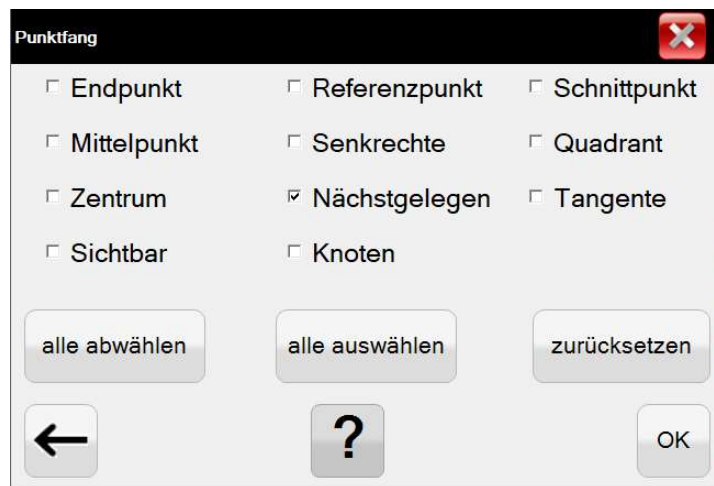 Punktfang
Endpunkt Referenzpunkt Schnittpunkt
Mittelpunkt Senkrechte Quadrant
Zentrum Nächstgelegen Tangente
Sichtbar Knoten
alle abwählen alle auswählen zurücksetzen
? OK